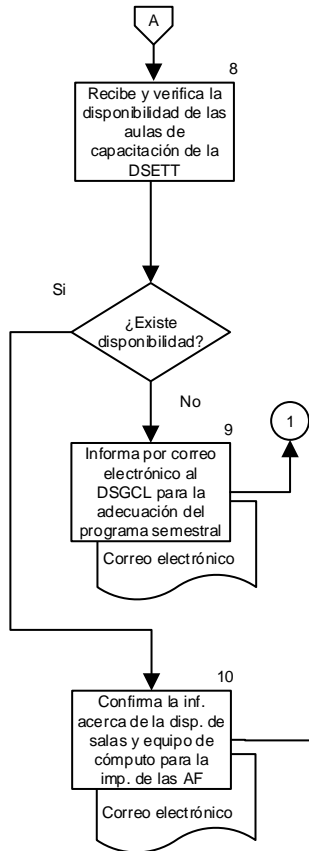 A
8
Recibe y verifica la
disponibilidad de las
aulas de
capacitación de la
DSETT
Si
¿Existe
disponibilidad?
No
9
1
Informa por correo
electrónico al
DSGCL para la
adecuación del
programa semestral
Correo electrónico
10
Confirma la inf.
acerca de la disp. de
salas y equipo de
cómputo para la
imp. de las AF
Correo electrónico